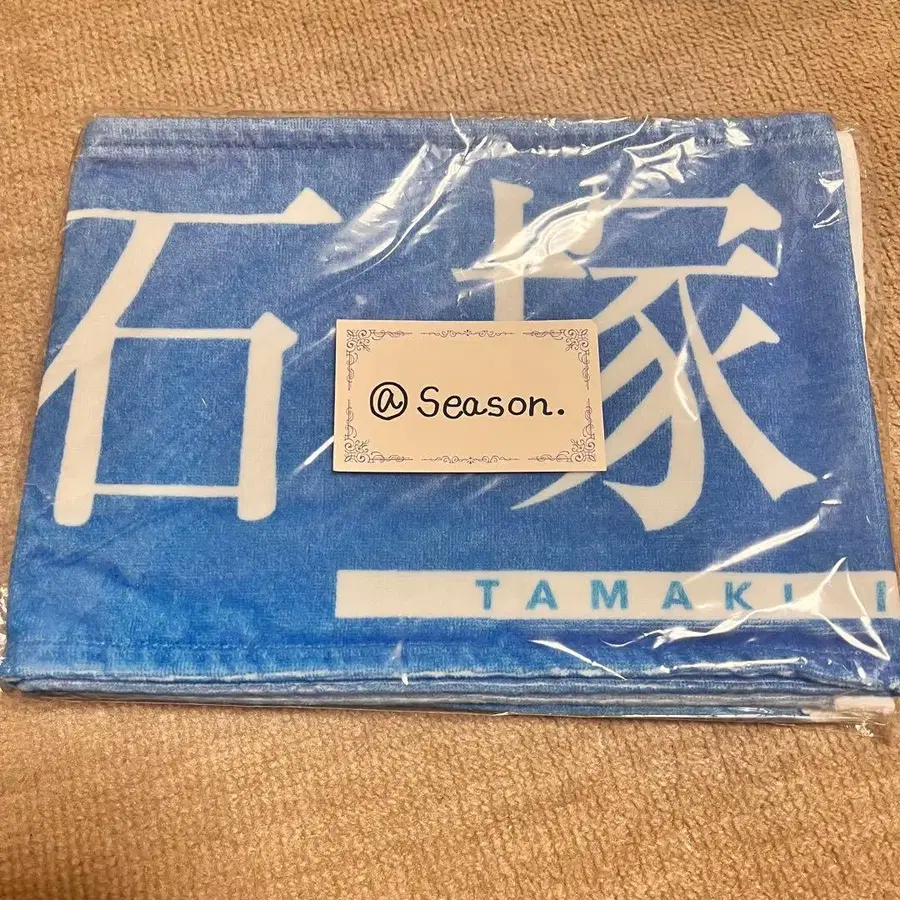 石塚
@ Season.
TAMAKI I